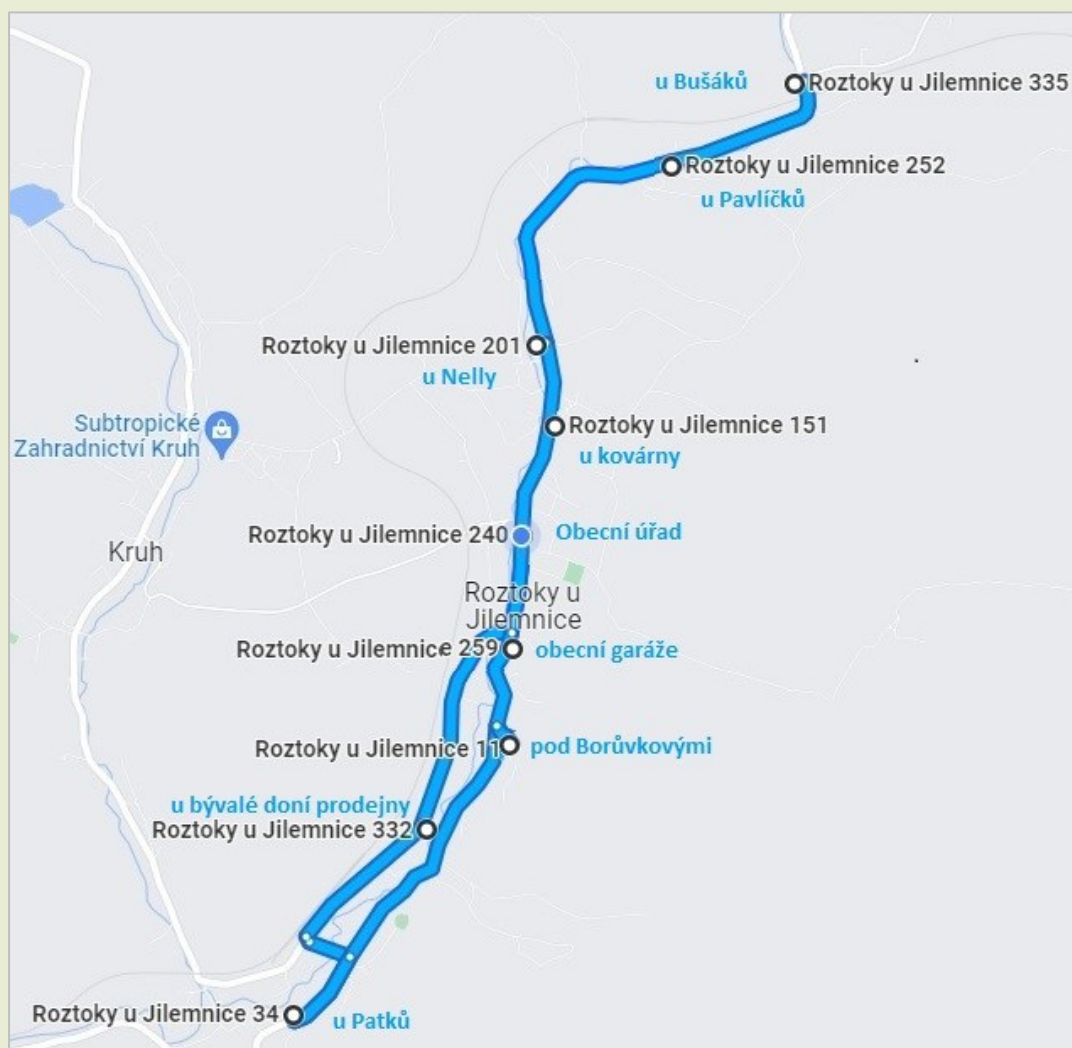 u Bušáků
Roztoky u Jilemnice 335
Roztoky u Jilemnice 252
u Pavlíčků
Roztoky u Jilemnice 201
u Nelly
Subtropické
Zahradnictví Kruh
Roztoky u Jilemnice 151
u kovárny
Roztoky u Jilemnice 240
Obecní úřad
Kruh
Roztoky u
Jilemnice
Roztoky u Jilemnice 259
obecní garáže
Roztoky u Jilemnice 11
pod Borůvkovými
u bývalé doní prodejny
Roztoky u Jilemnice 332
Roztoky u Jilemnice 34
u Patků